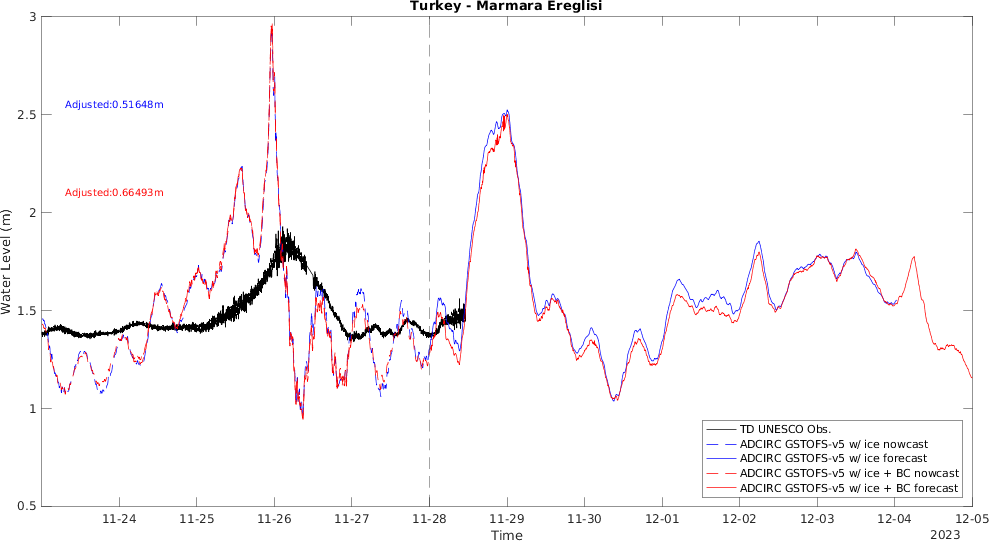 Turkey - Marmara Ereglisi
3
2.5
2
1.5
1
0.5
Water Level (m)
Adjusted:0.51648m
Adjusted:0.66493m
TD UNESCO Obs.
ADCIRC GSTOFS-v5 w/ ice nowcast
ADCIRC GSTOFS-v5 w/ ice forecast
ADCIRC GSTOFS-v5 w/ ice + BC nowcast
ADCIRC GSTOFS-v5 w/ ice + BC forecast
11-24 11-25 11-26 11-27 11-28 11-29 11-30 12-01 12-02 12-03 12-04 12-05
Time
2023